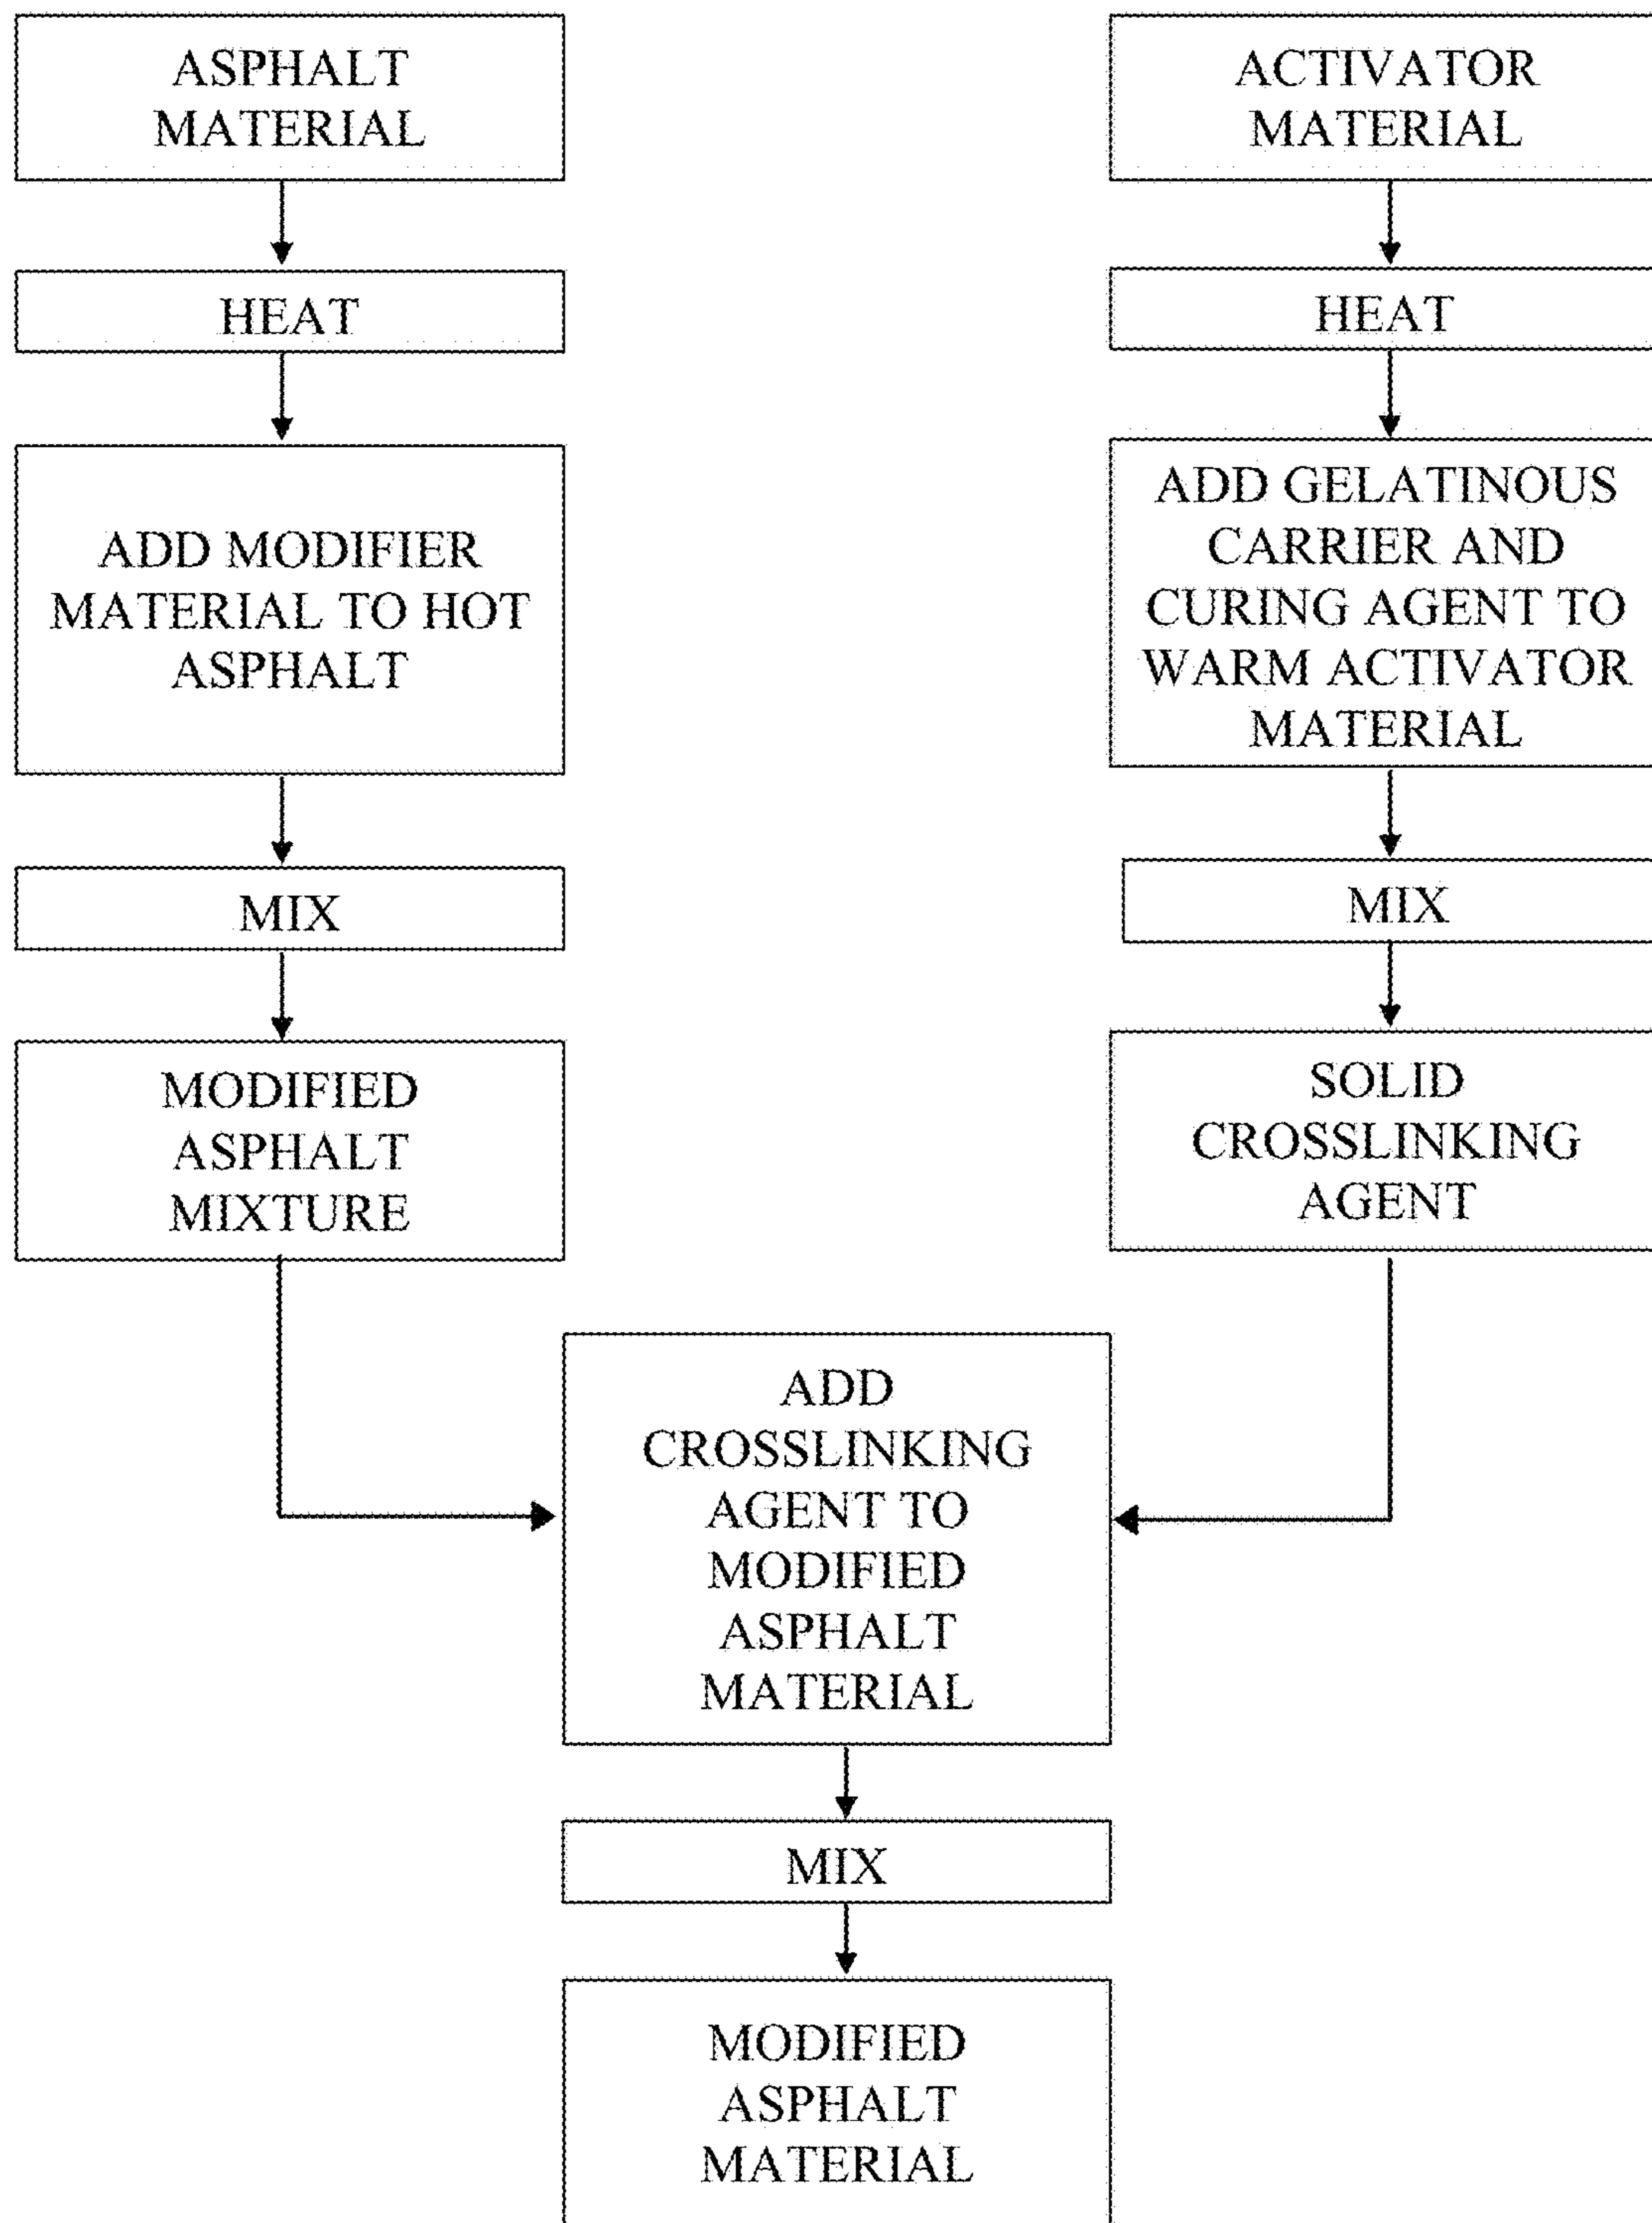 ASPHALT
MATERIAL
HEAT
ADD MODIFIER
MATERIAL TO HOT
ASPHALT
MIX
MODIFIED
ASPHALT
MIXTURE
ACTIVATOR
MATERIAL
HEAT
ADD GELATINOUS
CARRIER AND
CURING AGENT TO
WARM ACTIVATOR
MATERIAL
MIX
SOLID
CROSSLINKING
AGENT
ADD
CROSSLINKING
AGENT TO
MODIFIED
ASPHALT
MATERIAL
MIX
MODIFIED
ASPHALT
MATERIAL